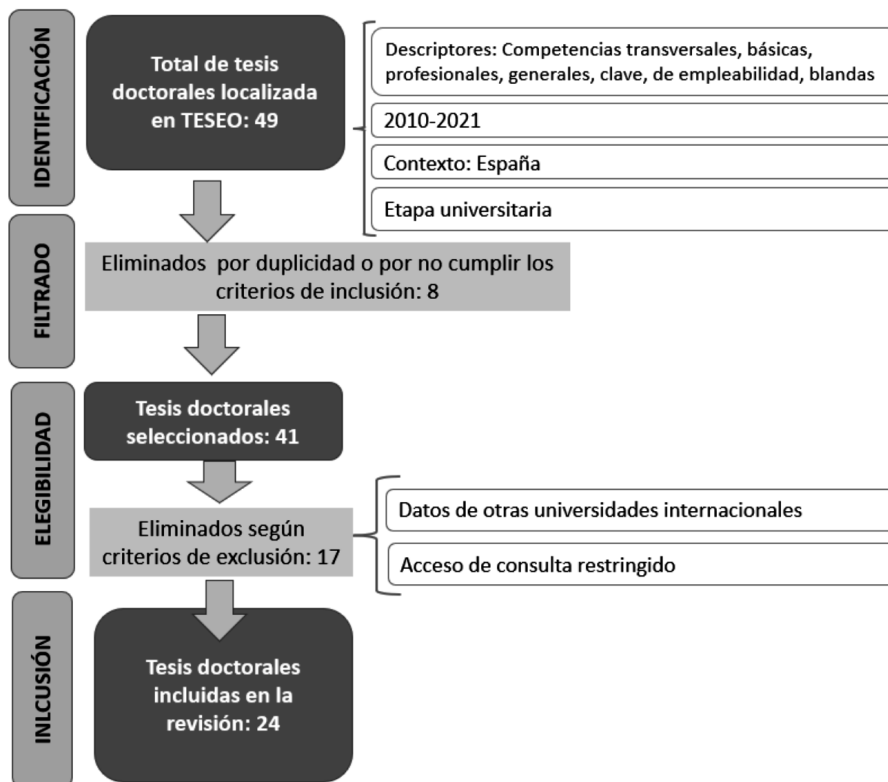 IDENTIFICACIÓN
Total de tesis
doctorales localizada
en TESEO: 49
Descriptores: Competencias transversales, básicas,
profesionales, generales, clave, de empleabilidad, blandas
2010-2021
Contexto: España
Etapa universitaria
FILTRADO
Eliminados por duplicidad o por no cumplir los
criterios de inclusión: 8
ELEGIBILIDAD
Tesis doctorales
seleccionados: 41
Eliminados según
criterios de exclusión: 17
Datos de otras universidades internacionales
Acceso de consulta restringido
INLCUSIÓN
Tesis doctorales
incluidas en la
revisión: 24